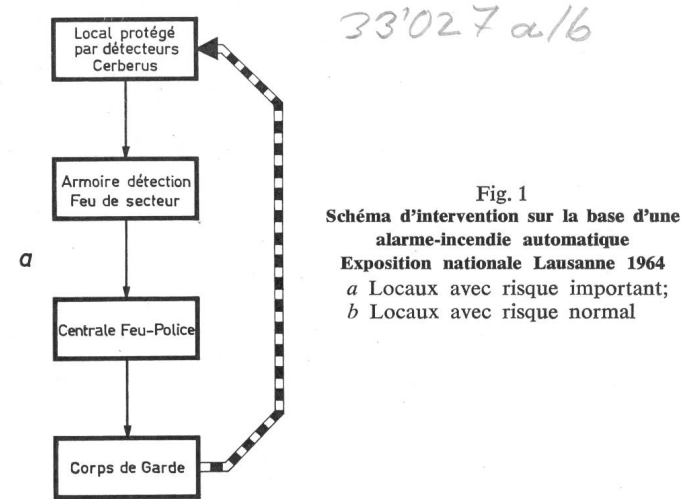 33'027 a/b
Local protégé
par détecteurs
Cerberus
Armoire détection
Feu de secteur
a
Centrale Feu-Police
Corps de Garde
Fig. 1
Schéma d'intervention sur la base d'une
alarme-incendie automatique
Exposition nationale Lausanne 1964
a Locaux avec risque important;
b Locaux avec risque normal